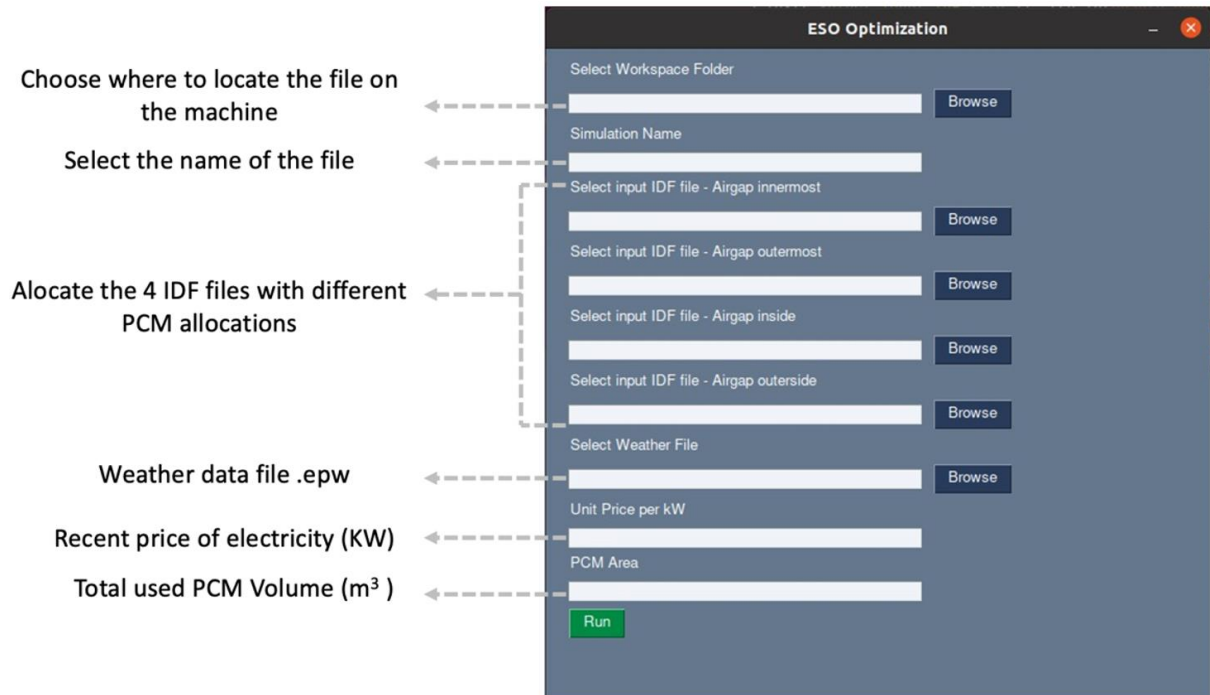 ESO Optimization
Choose where to locate the file on
the machine
Select the name of the file
Alocate the 4 IDF files with different
PCM allocations
Weather data file .epw
Recent price of electricity (KW)
Total used PCM Volume (m³ )
Select Workspace Folder
Browse
Simulation Name
Select input IDF file - Airgap innermost
Browse
Select input IDF file - Airgap outermost
Browse
Select input IDF file - Airgap inside
Browse
Select input IDF file - Airgap outerside
Browse
Select Weather File
Browse
Unit Price per kW
PCM Area
Run